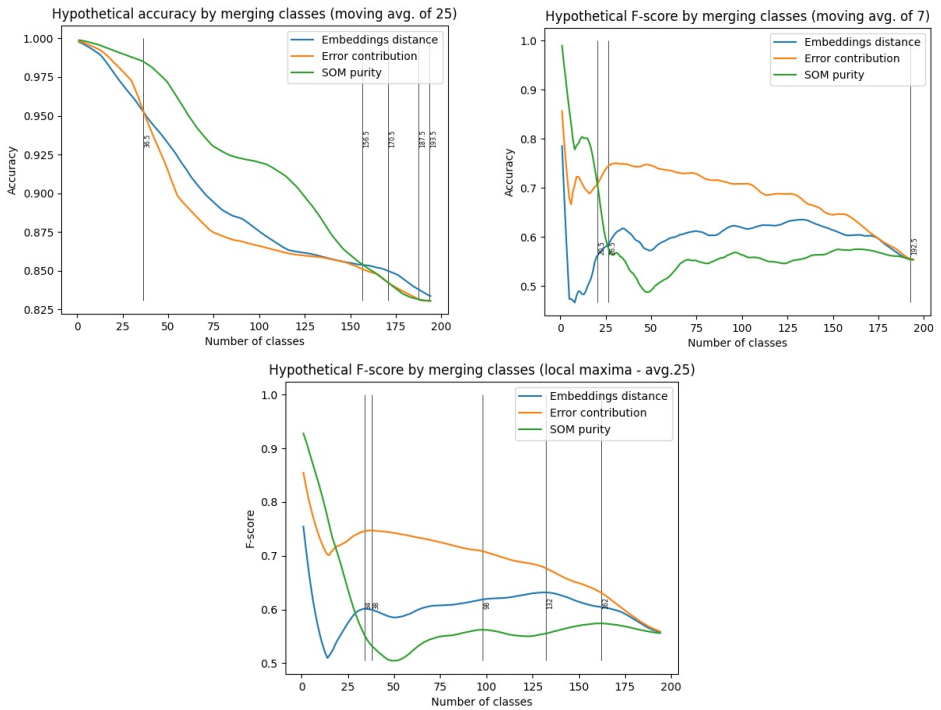 Hypothetical accuracy by merging classes (moving avg. of 25)
1.000
0.975
0.950
0.925
0.900
0.875
0.850
0.825
Accuracy
Embeddings distance
Error contribution
SOM purity
36.5
156.5
170.5
187.5
193.5
0 25 50 75 100 125 150 175 200
Number of classes
Hypothetical F-score by merging classes (moving avg. of 7)
1.0
0.9
0.8
0.7
0.6
0.5
Accuracy
Embeddings distance
Error contribution
SOM purity
20.5
26.5
192.5
0 25 50 75 100 125 150 175 200
Number of classes
Hypothetical F-score by merging classes (local maxima - avg.25)
1.0
0.9
0.8
0.7
0.6
0.5
F-score
Embeddings distance
Error contribution
SOM purity
34
38
98
132
162
0 25 50 75 100 125 150 175 200
Number of classes